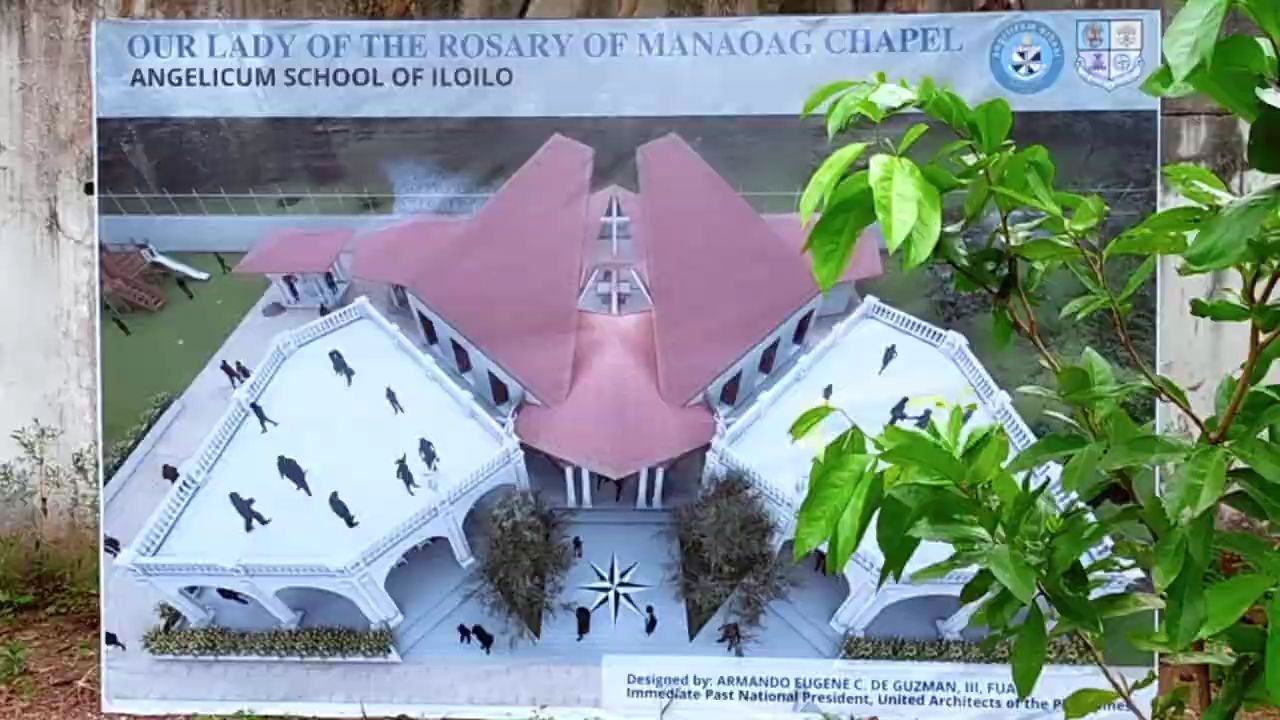 OUR LADY OF THE ROSARY OF MANAOAG CHAPEL
ANGELICUM SCHOOL OF ILOILO
Designed by: ARMANDO EUGENE C. DE GUZMAN, III, FUA
Immediate Past National President, United Architects of the